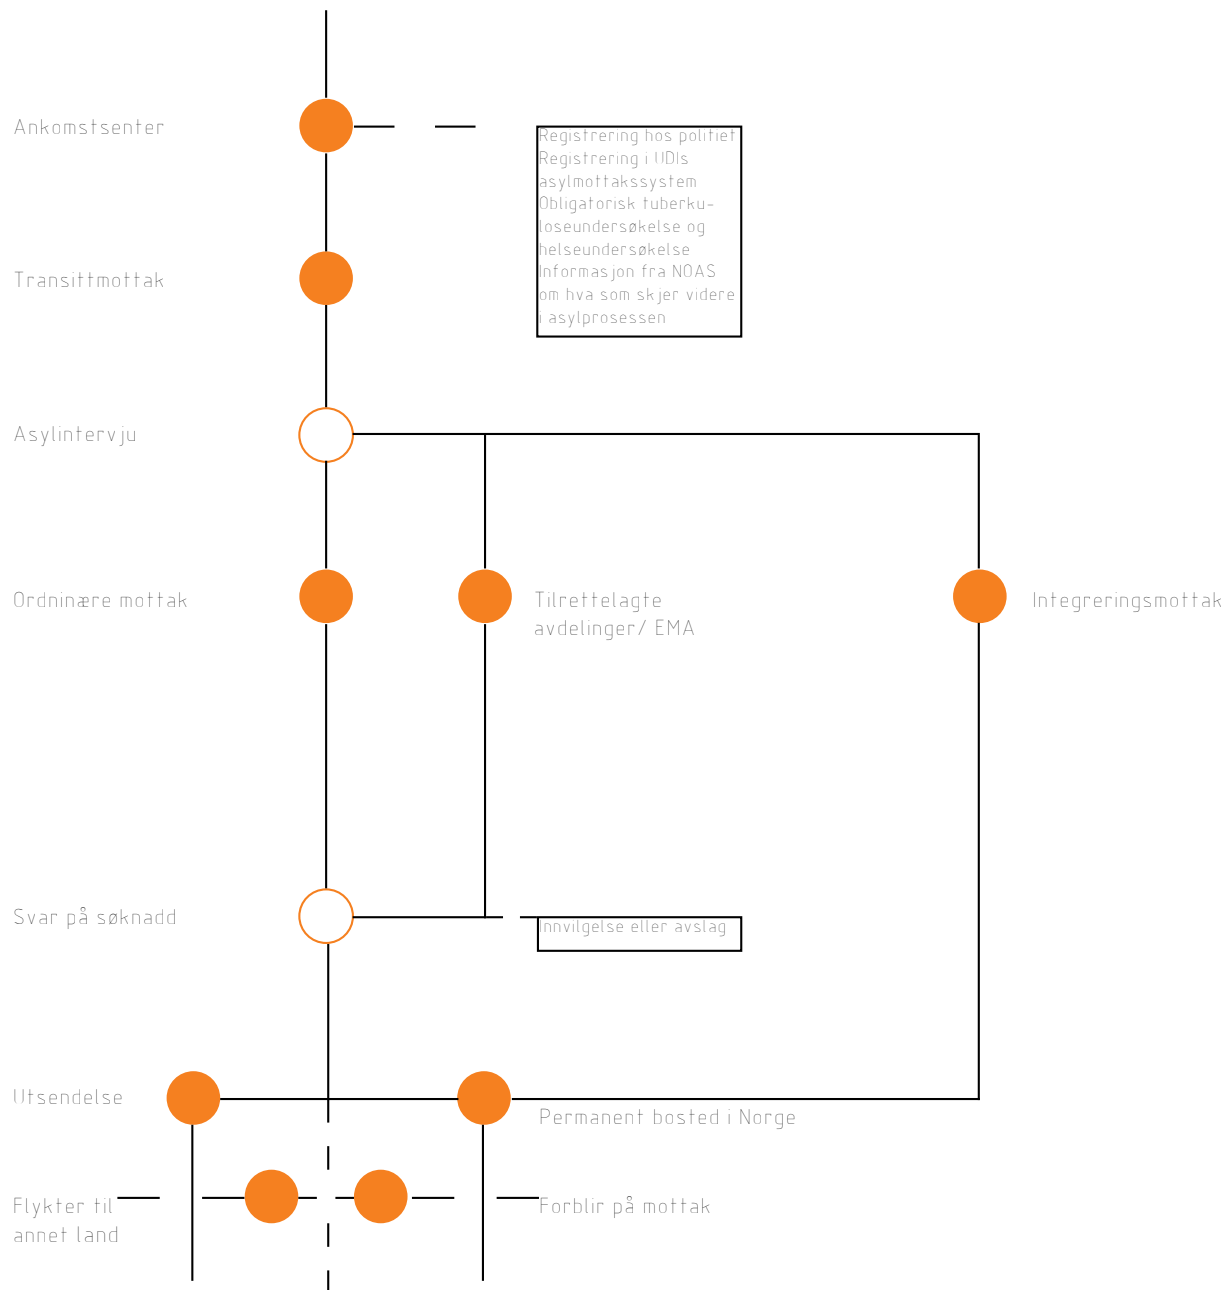 Ankomstsenter
Registrering hos politiet
Registrering i UDIs
asylmottakssystem
Obligatorisk tuberku-
loseundersøkelse og
helseundersøkelse
Informasjon fra NOAS
om hva som skjer videre
i asylprosessen
Transittmottak
Asylintervju
Ordninære mottak
Tilrettelagte
avdelinger/ EMA
Integreringsmottak
Svar på søknadd
Innvilgelse eller avslag
Utsendelse
Permanent bosted i Norge
Flykter til
annet land
Forblir på mottak